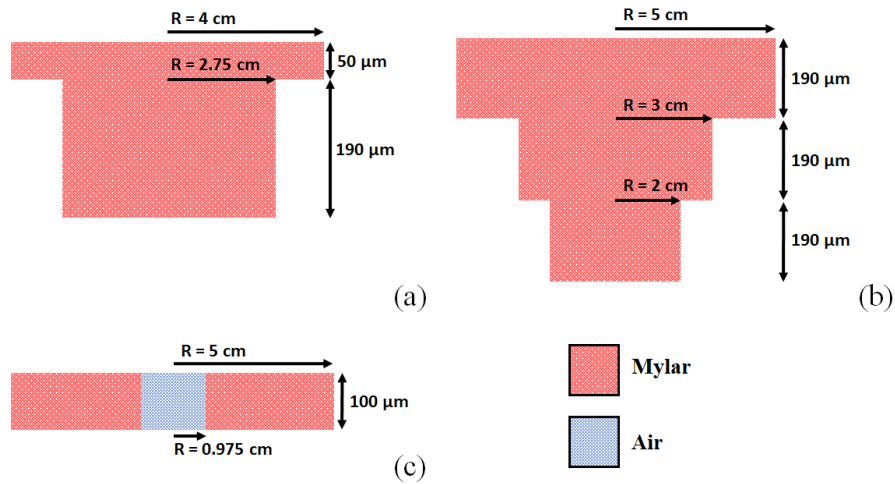 R = 4 cm
50 µm
R = 2.75 cm
190 µm
(a)
R = 5 cm
190 µm
R = 3 cm
190 µm
R = 2 cm
190 µm
(b)
R = 5 cm
100 µm
R = 0.975 cm
(c)
Mylar
Air